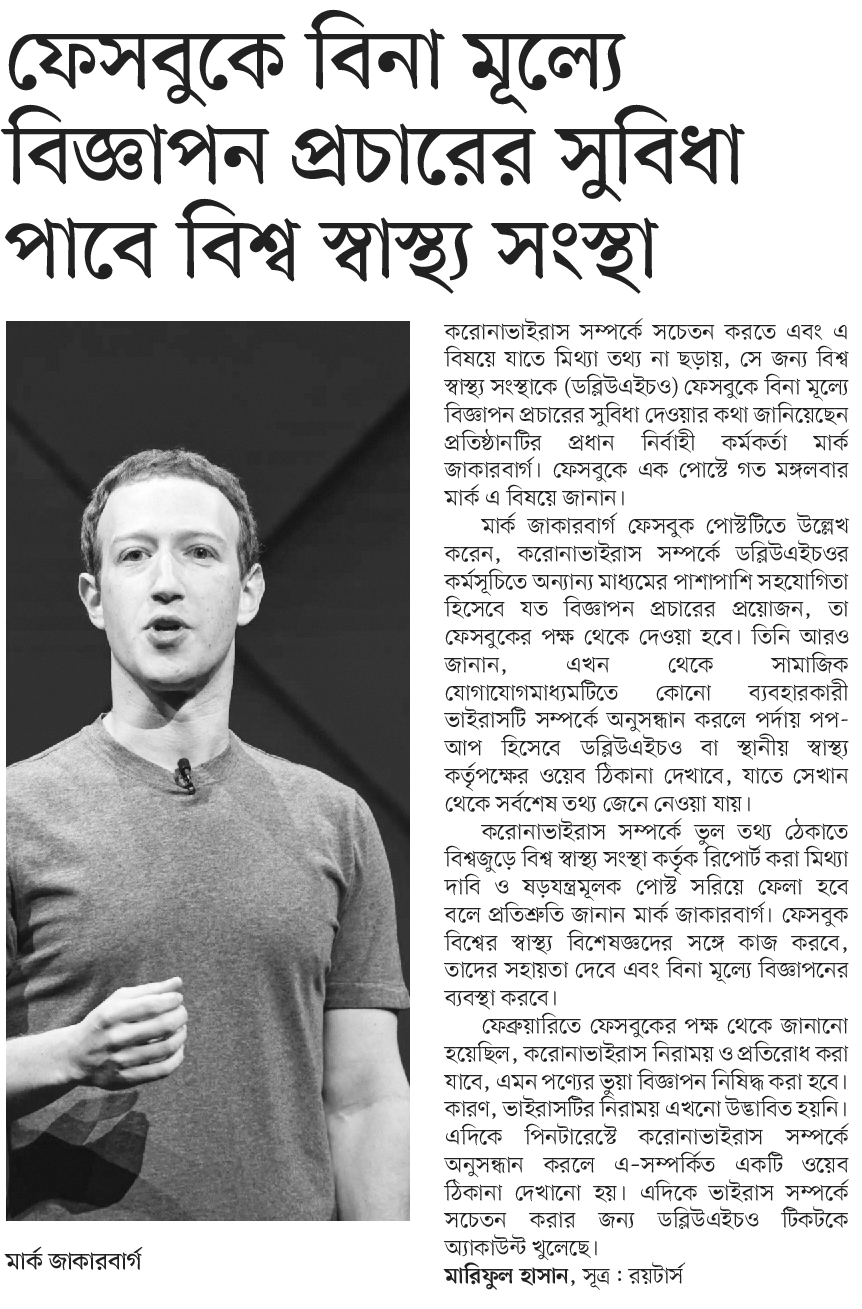 ফেসবুকে বিনা মূল্যে
বিজ্ঞাপন প্রচারের সুবিধা
পাবে বিশ্ব স্বাস্থ্য সংস্থা
করোনাভাইরাস সম্পর্কে সচেতন করতে এবং এ
বিষয়ে যাতে মিথ্যা তথ্য না ছড়ায়, সে জন্য বিশ্ব
স্বাস্থ্য সংস্থাকে (ডব্লিউএইচও) ফেসবুকে বিনা মূল্যে
বিজ্ঞাপন প্রচারের সুবিধা দেওয়ার কথা জানিয়েছেন
প্রতিষ্ঠানটির প্রধান নির্বাহী কর্মকর্তা মার্ক
জাকারবার্গ। ফেসবুকে এক পোস্টে গত মঙ্গলবার
মার্ক এ বিষয়ে জানান।
মার্ক জাকারবার্গ ফেসবুক পোস্টটিতে উল্লেখ
করেন, করোনাভাইরাস সম্পর্কে ডব্লিউএইচওর
কর্মসূচিতে অন্যান্য মাধ্যমের পাশাপাশি সহযোগিতা
হিসেবে যত বিজ্ঞাপন প্রচারের প্রয়োজন, তা
ফেসবুকের পক্ষ থেকে দেওয়া হবে। তিনি আরও
জানান, এখন থেকে সামাজিক
যোগাযোগমাধ্যমটিতে কোনো ব্যবহারকারী
ভাইরাসটি সম্পর্কে অনুসন্ধান করলে পর্দায় পপ-
আপ হিসেবে ডব্লিউএইচও বা স্থানীয় স্বাস্থ্য
কর্তৃপক্ষের ওয়েব ঠিকানা দেখাবে, যাতে সেখান
থেকে সর্বশেষ তথ্য জেনে নেওয়া যায়।
করোনাভাইরাস সম্পর্কে ভুল তথ্য ঠেকাতে
বিশ্বজুড়ে বিশ্ব স্বাস্থ্য সংস্থা কর্তৃক রিপোর্ট করা মিথ্যা
দাবি ও ষড়যন্ত্রমূলক পোস্ট সরিয়ে ফেলা হবে
বলে প্রতিশ্রুতি জানান মার্ক জাকারবার্গ। ফেসবুক
বিশ্বের স্বাস্থ্য বিশেষজ্ঞদের সঙ্গে কাজ করবে,
তাদের সহায়তা দেবে এবং বিনা মূল্যে বিজ্ঞাপনের
ব্যবস্থা করবে।
ফেব্রুয়ারিতে ফেসবুকের পক্ষ থেকে জানানো
হয়েছিল, করোনাভাইরাস নিরাময় ও প্রতিরোধ করা
যাবে, এমন পণ্যের ভুয়া বিজ্ঞাপন নিষিদ্ধ করা হবে।
কারণ, ভাইরাসটির নিরাময় এখনো উদ্ভাবিত হয়নি।
এদিকে পিনটারেস্টে করোনাভাইরাস সম্পর্কে
অনুসন্ধান করলে এ-সম্পর্কিত একটি ওয়েব
ঠিকানা দেখানো হয়। এদিকে ভাইরাস সম্পর্কে
সচেতন করার জন্য ডব্লিউএইচও টিকটকে
অ্যাকাউন্ট খুলেছে।
মারিফুল হাসান, সূত্র : রয়টার্স
মার্ক জাকারবার্গ